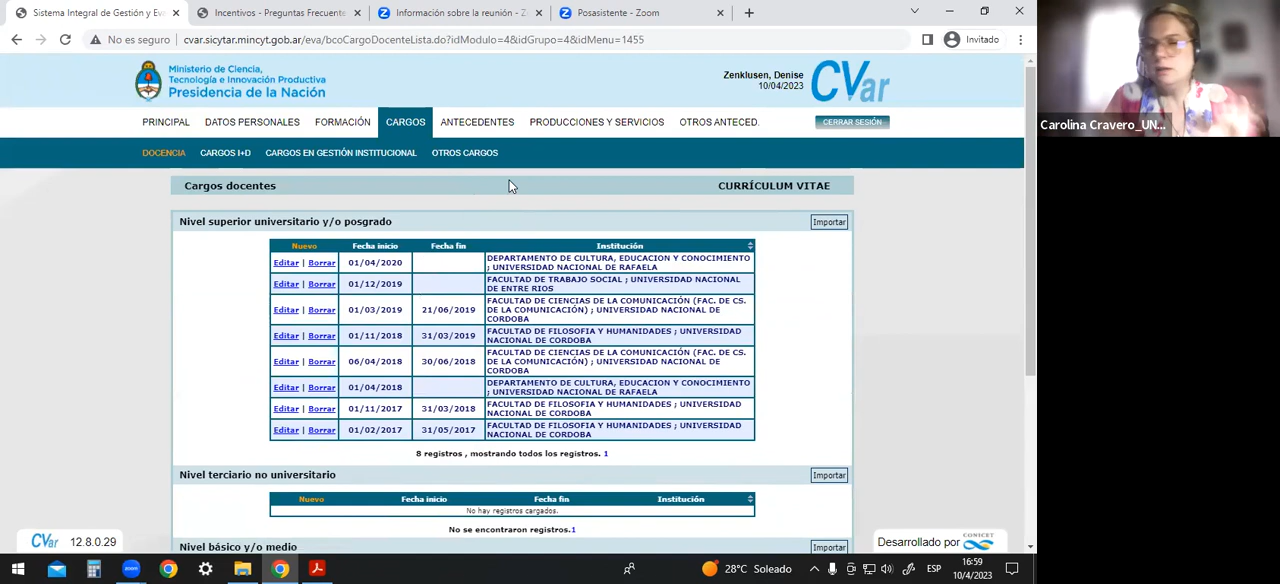 Sistema Integral de Gestión y Eva
Incentivos - Preguntas Frecuente
Información sobre la reunión - Z
Posasistente - Zoom
No es seguro
cvar.sicytar.mincyt.gob.ar/eva/bcoCargoDocenteLista.do?idModulo=4&idGrupo=4&idMenu=1455
Invitado
Carolina Cravero_UN...
Ministerio de Ciencia,
Tecnología e Innovación Productiva
Presidencia de la Nación
Zenklusen, Denise
10/04/2023
CVar
PRINCIPAL DATOS PERSONALES FORMACIÓN CARGOS ANTECEDENTES PRODUCCIONES Y SERVICIOS OTROS ANTECED. CERRAR SESIÓN
DOCENCIA CARGOS I+D CARGOS EN GESTIÓN INSTITUCIONAL OTROS CARGOS
Cargos docentes CURRÍCULUM VITAE
Nivel superior universitario y/o posgrado Importar
Nuevo Fecha inicio Fecha fin Institución
Editar | Borrar 01/04/2020 DEPARTAMENTO DE CULTURA, EDUCACION Y CONOCIMIENTO
; UNIVERSIDAD NACIONAL DE RAFAELA
Editar | Borrar 01/12/2019 FACULTAD DE TRABAJO SOCIAL ; UNIVERSIDAD NACIONAL
DE ENTRE RIOS
Editar | Borrar 01/03/2019 21/06/2019 FACULTAD DE CIENCIAS DE LA COMUNICACIÓN (FAC. DE CS.
DE LA COMUNICACIÓN) ; UNIVERSIDAD NACIONAL DE
CORDOBA
Editar | Borrar 01/11/2018 31/03/2019 FACULTAD DE FILOSOFIA Y HUMANIDADES ; UNIVERSIDAD
NACIONAL DE CORDOBA
Editar | Borrar 06/04/2018 30/06/2018 FACULTAD DE CIENCIAS DE LA COMUNICACIÓN (FAC. DE CS.
DE LA COMUNICACIÓN) ; UNIVERSIDAD NACIONAL DE
CORDOBA
Editar | Borrar 01/04/2018 DEPARTAMENTO DE CULTURA, EDUCACION Y CONOCIMIENTO
; UNIVERSIDAD NACIONAL DE RAFAELA
Editar | Borrar 01/11/2017 31/03/2018 FACULTAD DE FILOSOFIA Y HUMANIDADES ; UNIVERSIDAD
NACIONAL DE CORDOBA
Editar | Borrar 01/02/2017 31/05/2017 FACULTAD DE FILOSOFIA Y HUMANIDADES ; UNIVERSIDAD
NACIONAL DE CORDOBA
8 registros , mostrando todos los registros. 1
Nivel terciario no universitario Importar
Nuevo Fecha inicio Fecha fin Institución
No hay registros cargados.
No se encontraron registros.1
Nivel básico y/o medio Importar
CVar 12.8.0.29
Desarrollado por CONICET
zoom
28°C Soleado
ESP
16:59
10/4/2023